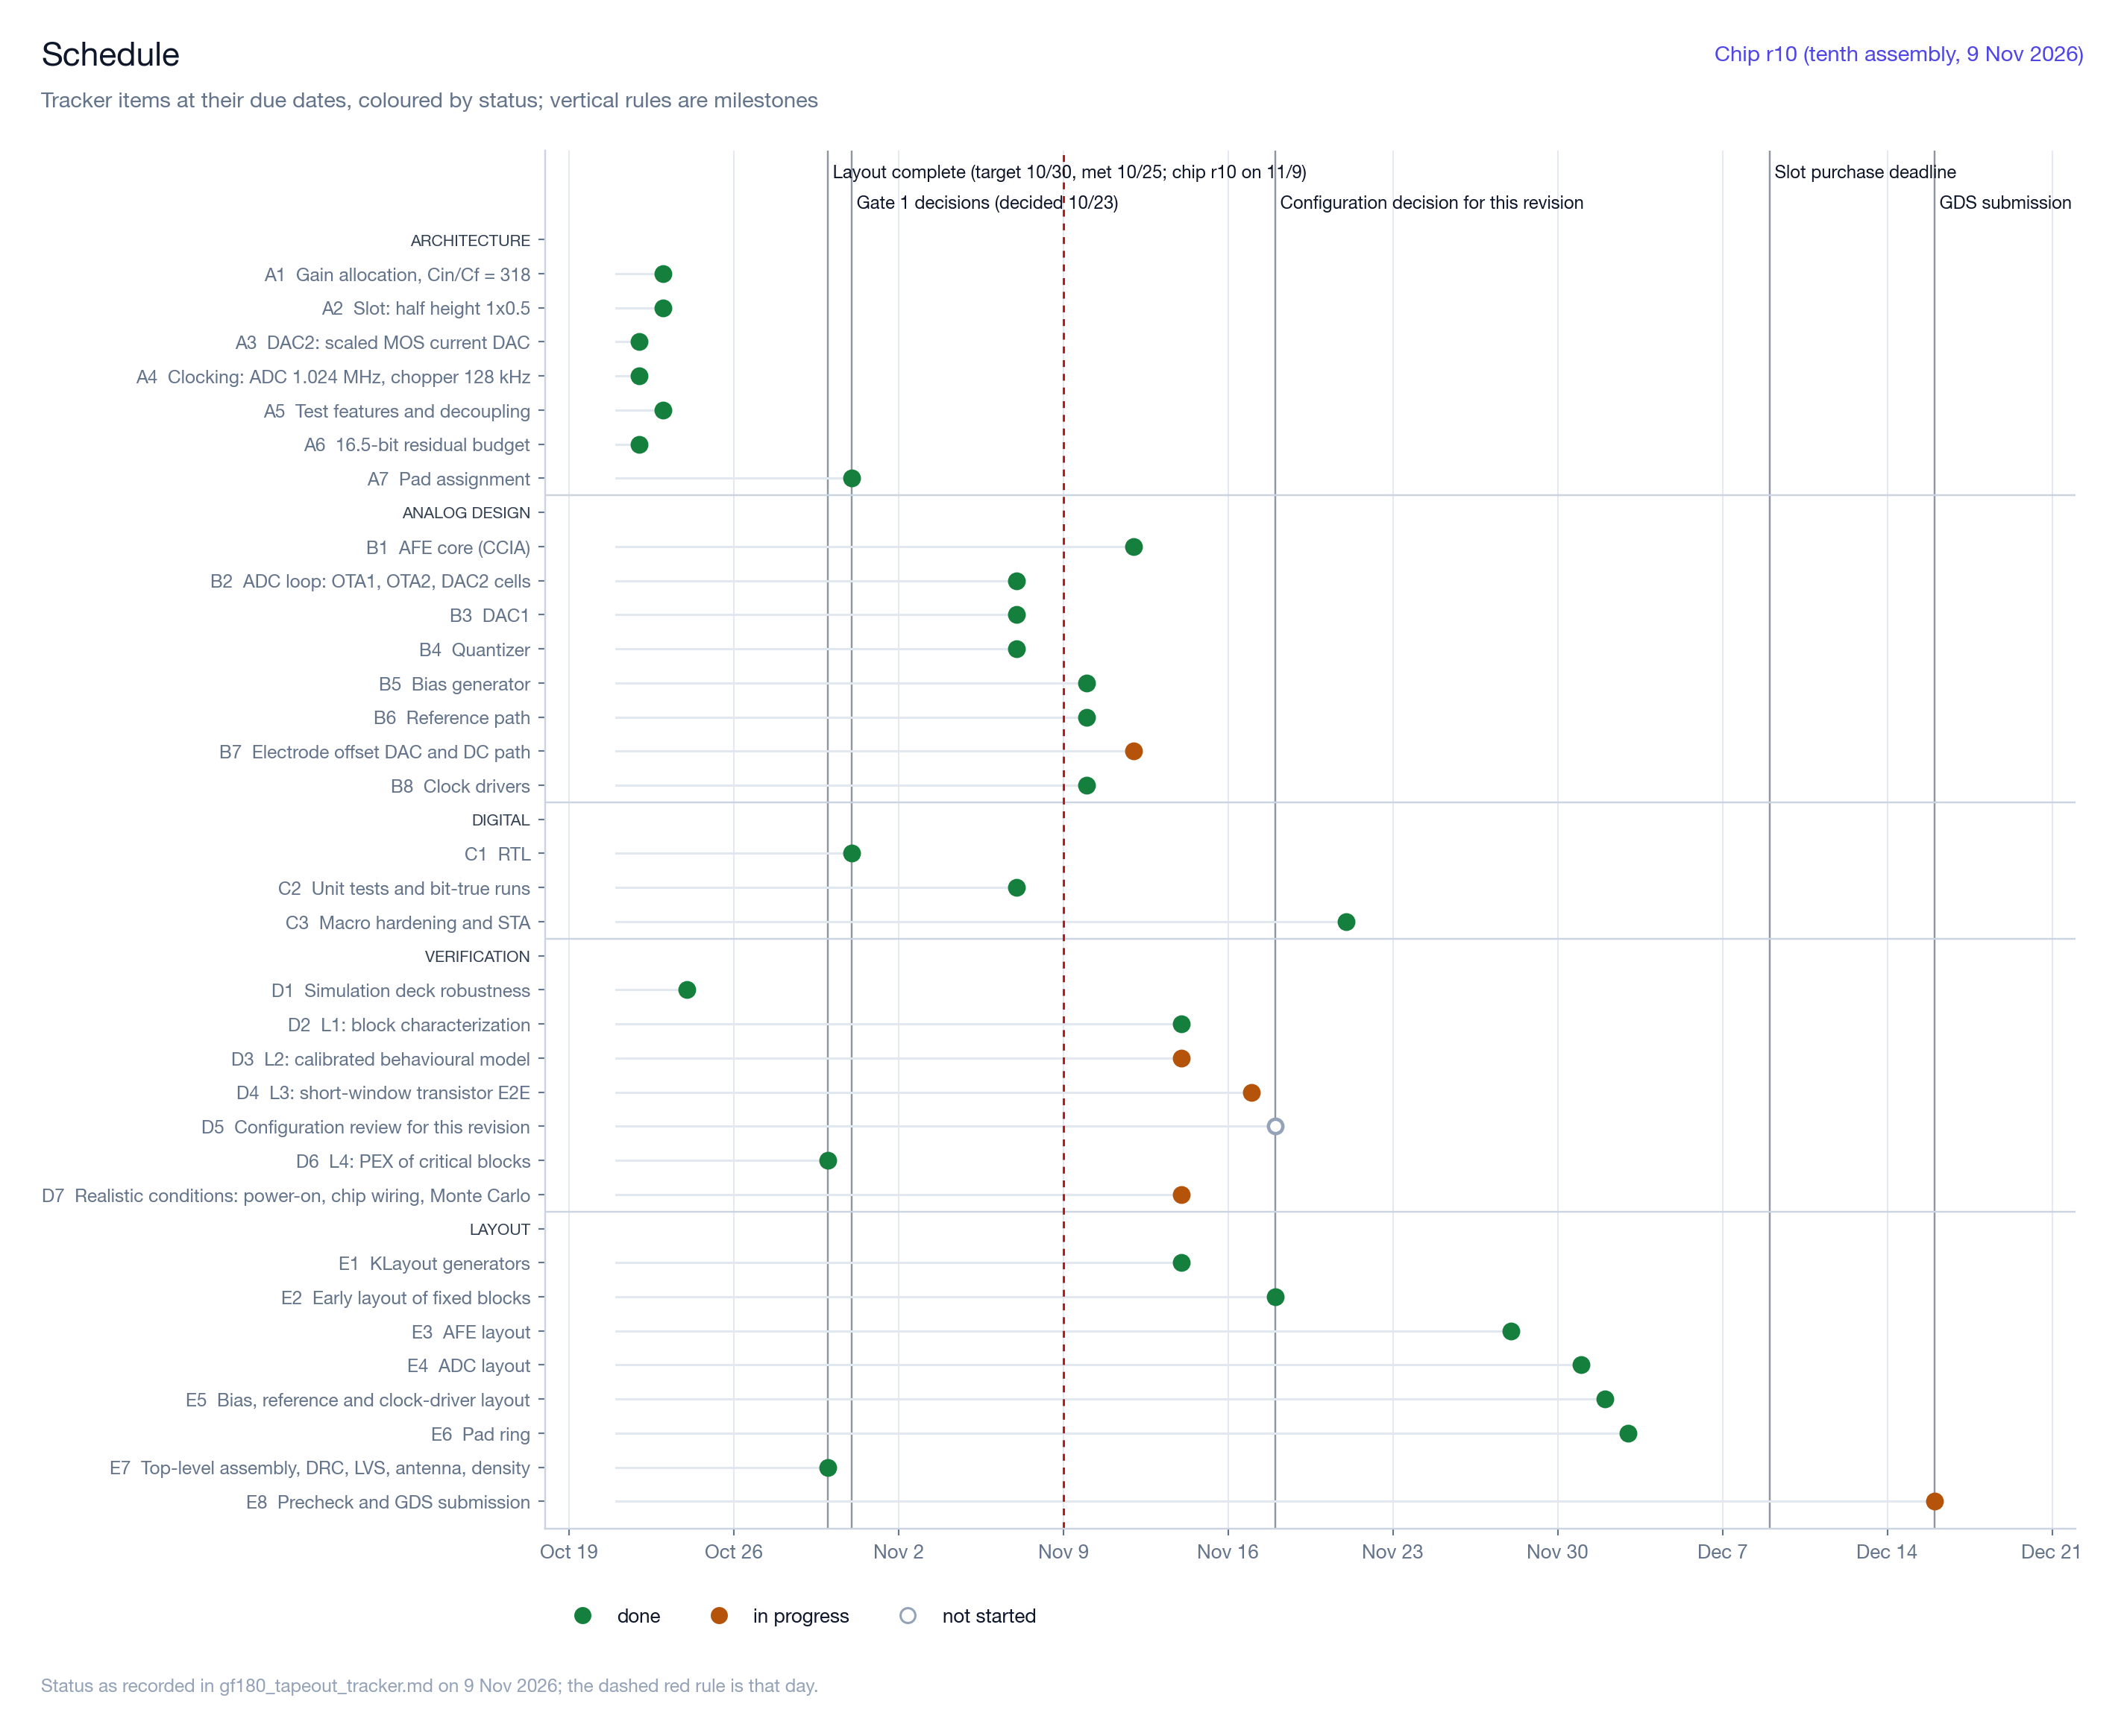 Schedule
Chip r10 (tenth assembly, 9 Nov 2026)
Tracker items at their due dates, coloured by status; vertical rules are milestones
Layout complete (target 10/30, met 10/25; chip r10 on 11/9)
Slot purchase deadline
Gate 1 decisions (decided 10/23)
Configuration decision for this revision
GDS submission
ARCHITECTURE
A1 Gain allocation, Cin/Cf = 318
A2 Slot: half height 1x0.5
A3 DAC2: scaled MOS current DAC
A4 Clocking: ADC 1.024 MHz, chopper 128 kHz
A5 Test features and decoupling
A6 16.5-bit residual budget
A7 Pad assignment
ANALOG DESIGN
B1 AFE core (CCIA)
B2 ADC loop: OTA1, OTA2, DAC2 cells
B3 DAC1
B4 Quantizer
B5 Bias generator
B6 Reference path
B7 Electrode offset DAC and DC path
B8 Clock drivers
DIGITAL
C1 RTL
C2 Unit tests and bit-true runs
C3 Macro hardening and STA
VERIFICATION
D1 Simulation deck robustness
D2 L1: block characterization
D3 L2: calibrated behavioural model
D4 L3: short-window transistor E2E
D5 Configuration review for this revision
D6 L4: PEX of critical blocks
D7 Realistic conditions: power-on, chip wiring, Monte Carlo
LAYOUT
E1 KLayout generators
E2 Early layout of fixed blocks
E3 AFE layout
E4 ADC layout
E5 Bias, reference and clock-driver layout
E6 Pad ring
E7 Top-level assembly, DRC, LVS, antenna, density
E8 Precheck and GDS submission
Oct 19 Oct 26 Nov 2 Nov 9 Nov 16 Nov 23 Nov 30 Dec 7 Dec 14 Dec 21
done in progress not started
Status as recorded in gf180_tapeout_tracker.md on 9 Nov 2026; the dashed red rule is that day.